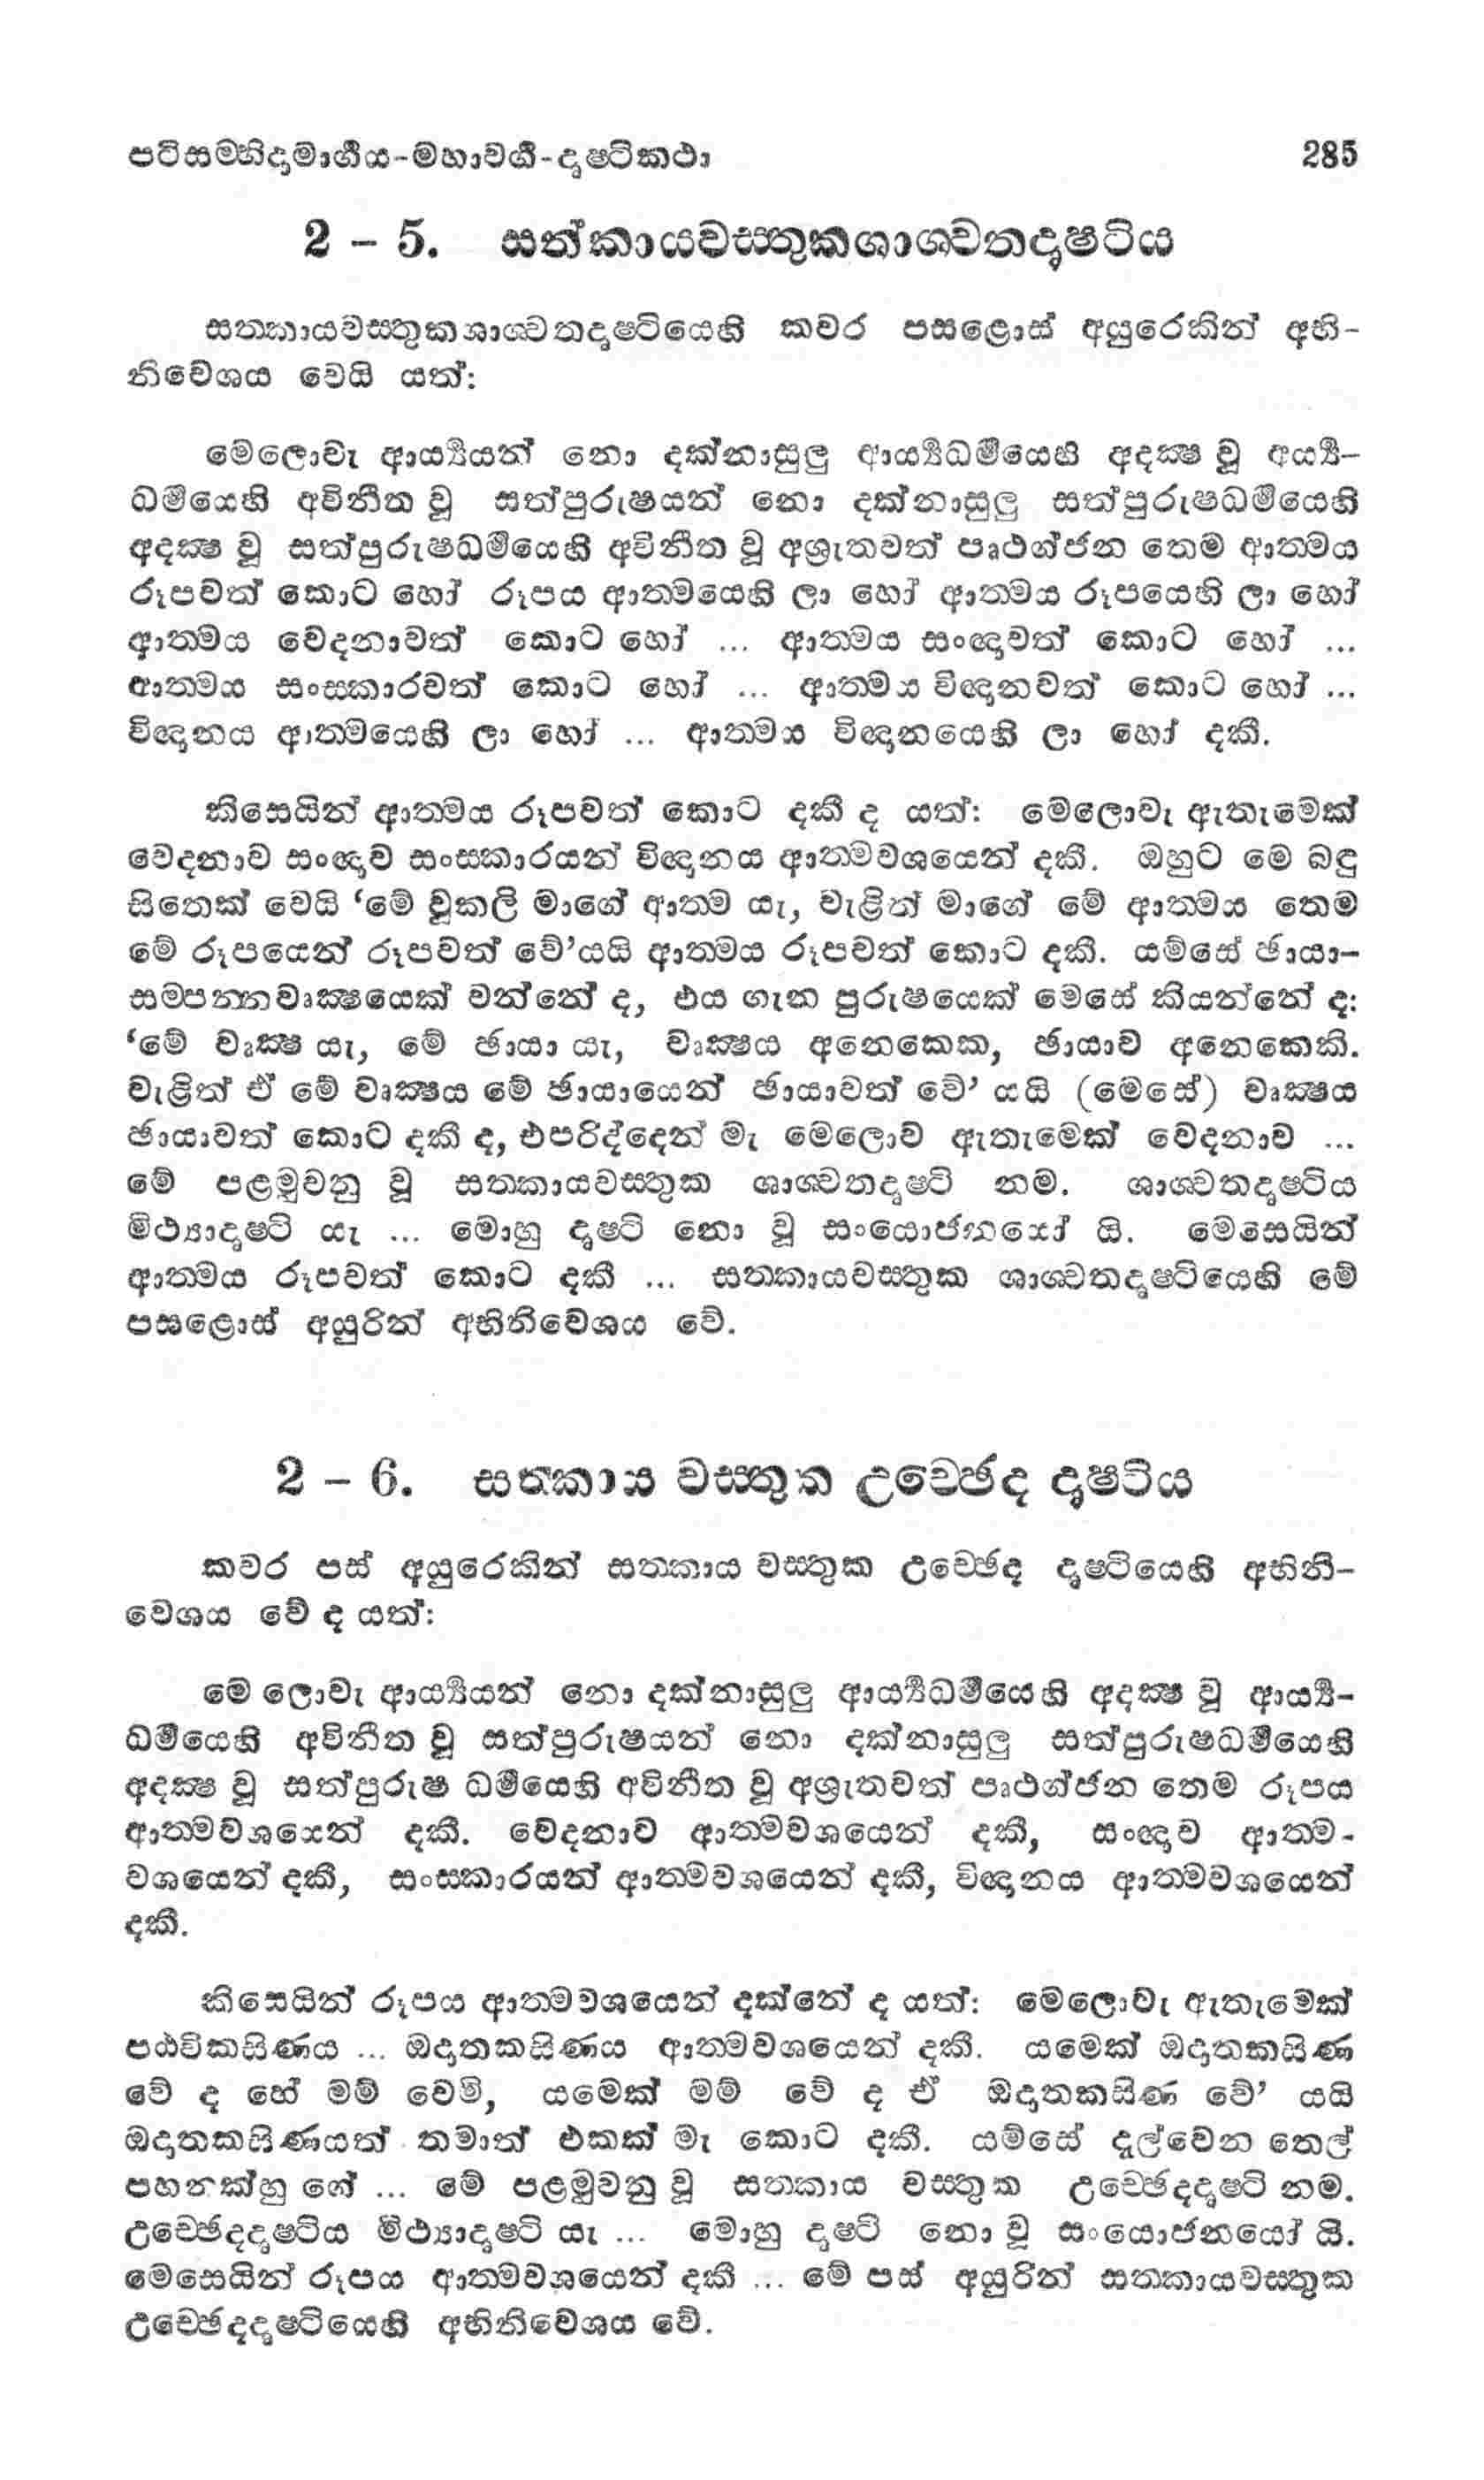 පටිසම්භිදාමාර්ගය-මහාවර්ග-දෘෂ්ටිකථා 285
2 – 5. සත්කායවස්තුකශාශ්වතදෘෂ්ටිය
සත්කායවස්තුකශාශ්වතදෘෂ්ටියෙහි කවර පසළොස් අයුරෙකින් අභි-
නිවේශය වෙයි යත්:
මෙලොවැ ආර්ය්‍යයන් නො දක්නාසුලු ආර්ය්‍යධර්මයෙහි අදක්‍ෂ වූ අර්ය්‍ය-
ධර්මයෙහි අවිනීත වූ සත්පුරුෂයන් නො දක්නාසුලු සත්පුරුෂධර්මයෙහි
අදක්‍ෂ වූ සත්පුරුෂධර්මයෙහි අවිනීත වූ අශ්‍රුතවත් පෘථග්ජන තෙම ආත්මය
රූපවත් කොට හෝ රූපය ආත්මයෙහි ලා හෝ ආත්මය රූපයෙහි ලා හෝ
ආත්මය වේදනාවත් කොට හෝ ... ආත්මය සංඥාවත් කොට හෝ ...
ආත්මය සංස්කාරවත් කොට හෝ ... ආත්මය විඥානවත් කොට හෝ ...
විඥානය ආත්මයෙහි ලා හෝ ... ආත්මය විඥානයෙහි ලා හෝ දකී.
කිසෙයින් ආත්මය රූපවත් කොට දකී ද යත්: මෙලොවැ ඇතැමෙක්
වේදනාව සංඥාව සංස්කාරයන් විඥානය ආත්මවශයෙන් දකී. ඔහුට මෙ බඳු
සිතෙක් වෙයි ‘මේ වූකලි මාගේ ආත්ම යැ, වැළිත් මාගේ මේ ආත්මය තෙම
මේ රූපයෙන් රූපවත් වේ’යයි ආත්මය රූපවත් කොට දකී. යම්සේ ඡායා-
සම්පන්නවෘක්‍ෂයෙක් වන්නේ ද, එය ගැන පුරුෂයෙක් මෙසේ කියන්නේ ද:
‘මේ වෘක්‍ෂ යැ, මේ ඡායා යැ, වෘක්‍ෂය අනෙකෙක, ඡායාව අනෙකෙකි.
වැළිත් ඒ මේ වෘක්‍ෂය මේ ඡායායෙන් ඡායාවත් වේ’ යයි (මෙසේ) වෘක්‍ෂය
ඡායාවත් කොට දකී ද, එපරිද්දෙන් මැ මෙලොව ඇතැමෙක් වේදනාව ...
මේ පළමුවනු වූ සත්කායවස්තුක ශාශ්වතදෘෂ්ටි නම. ශාශ්වතදෘෂ්ටිය
මිථ්‍යාදෘෂ්ටි යැ ... මොහු දෘෂ්ටි නො වූ සංයොජනයෝ යි. මෙසෙයින්
ආත්මය රූපවත් කොට දකී ... සත්කායවස්තුක ශාශ්වතදෘෂ්ටියෙහි මේ
පසළොස් අයුරින් අභිනිවේශය වේ.
2 – 6. සත්කාය වස්තුක උච්ඡේද දෘෂ්ටිය
කවර පස් අයුරෙකින් සත්කාය වස්තුක උච්ඡේද දෘෂ්ටියෙහි අභිනි-
වේශය වේ ද යත්:
මෙ ලොවැ ආර්ය්‍යයන් නො දක්නාසුලු ආර්ය්‍යධර්මයෙහි අදක්‍ෂ වූ ආර්ය්‍ය-
ධර්මයෙහි අවිනීත වූ සත්පුරුෂයන් නො දක්නාසුලු සත්පුරුෂධර්මයෙහි
අදක්‍ෂ වූ සත්පුරුෂ ධර්මයෙහි අවිනීත වූ අශ්‍රුතවත් පෘථග්ජන තෙම රූපය
ආත්මවශයෙන් දකී. වේදනාව ආත්මවශයෙන් දකී, සංඥාව ආත්ම-
වශයෙන් දකී, සංස්කාරයන් ආත්මවශයෙන් දකී, විඥානය ආත්මවශයෙන්
දකී.
කිසෙයින් රූපය ආත්මවශයෙන් දක්නේ ද යත්: මෙලොවැ ඇතැමෙක්
පඨවිකසිණය ... ඔදාතකසිණය ආත්මවශයෙන් දකී. යමෙක් ඔදාතකසිණ
වේ ද හේ මම් වෙමි, යමෙක් මම් වේ ද ඒ ඔදාතකසිණ වේ’ යයි
ඔදාතකසිණයත් තමාත් එකක් මැ කොට දකී. යම්සේ දැල්වෙන තෙල්
පහනක්හු ගේ ... මේ පළමුවනු වූ සත්කාය වස්තුක උච්ඡේදදෘෂ්ටි නම.
උච්ඡේදදෘෂ්ටිය මිථ්‍යාදෘෂ්ටි යැ ... මොහු දෘෂ්ටි නො වූ සංයොජනයෝ යි.
මෙසෙයින් රූපය ආත්මවශයෙන් දකී ... මේ පස් අයුරින් සත්කායවස්තුක
උච්ඡේදදෘෂ්ටියෙහි අභිනිවේශය වේ.